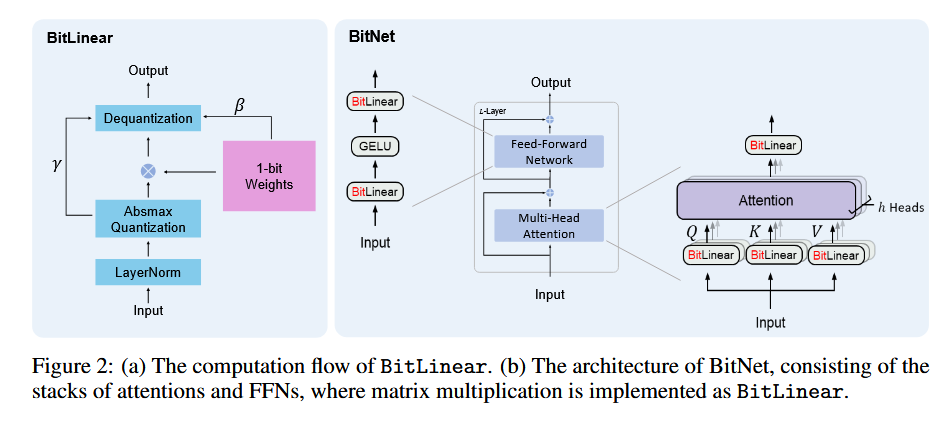 BitLinear
Output
Dequantization
β
γ
1-bit
Weights
Absmax
Quantization
LayerNorm
Input
BitNet
BitLinear
GELU
BitLinear
Input
Output
L-Layer
Feed-Forward
Network
Multi-Head
Attention
Input
BitLinear
Attention
h Heads
Q K V
BitLinear BitLinear BitLinear
Input
Figure 2: (a) The computation flow of BitLinear. (b) The architecture of BitNet, consisting of the
stacks of attentions and FFNs, where matrix multiplication is implemented as BitLinear.